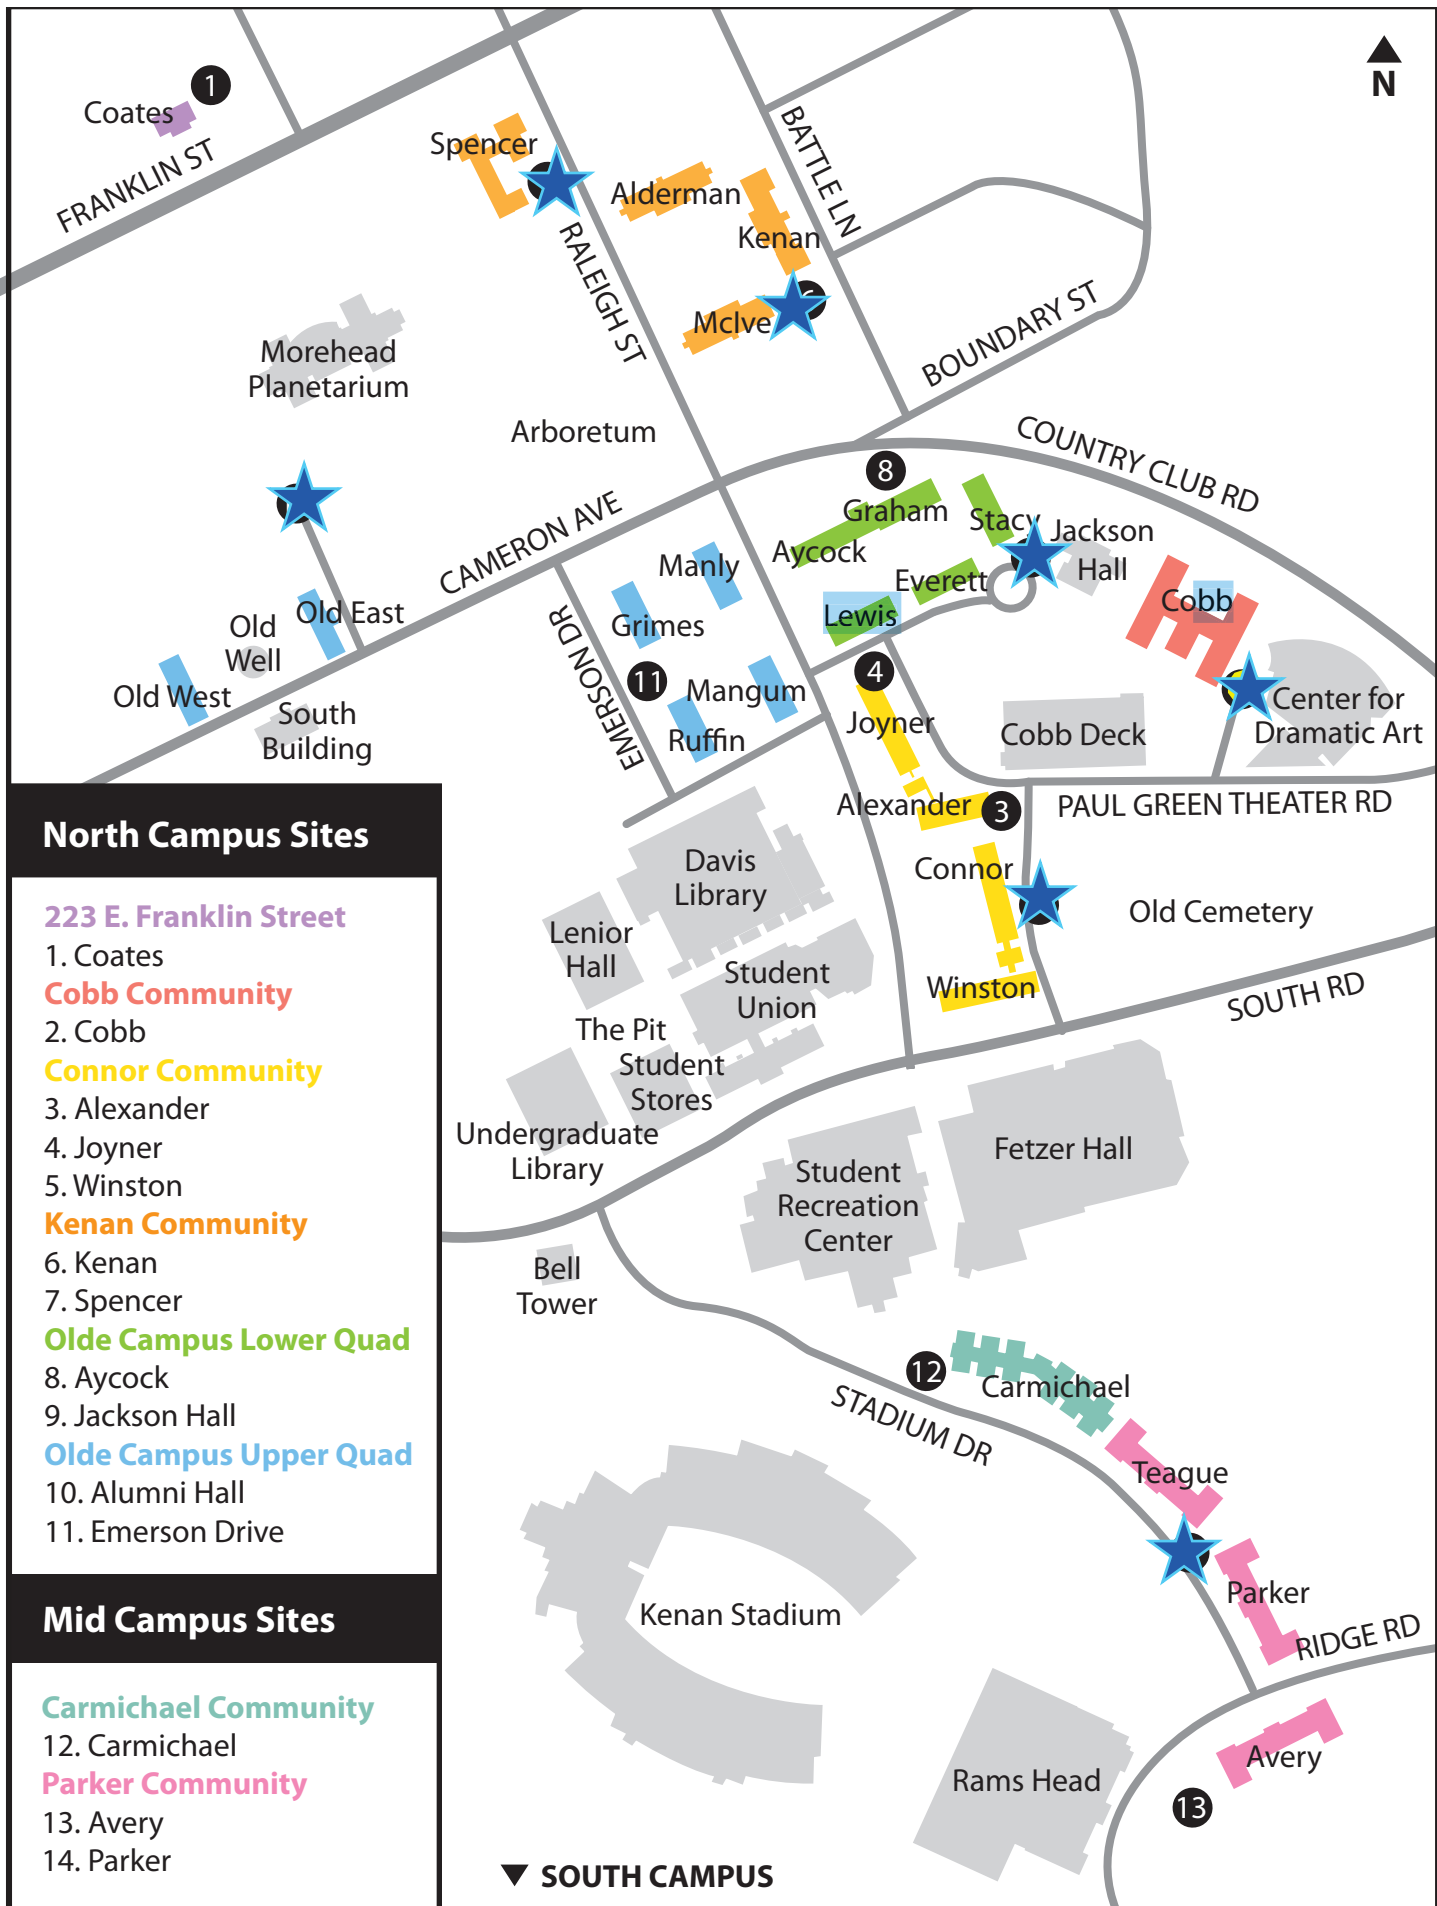 N
1
Coates
FRANKLIN ST
Spencer
Alderman
Kenan
BATTLE LN
RALEIGH ST
McIve
BOUNDARY ST
Morehead
Planetarium
Arboretum
COUNTRY CLUB RD
8
Graham
Stacy
Jackson
Hall
Aycock
Everett
CAMERON AVE
Manly
Lewis
Cobb
Old East
Grimes
Old
Well
EMERSON DR
11
4
Old West
Mangum
South
Building
Ruffin
Joyner
Cobb Deck
Center for
Dramatic Art
Alexander
3
PAUL GREEN THEATER RD
Davis
Library
Connor
Old Cemetery
Lenior
Hall
Student
Union
Winston
SOUTH RD
The Pit
Student
Stores
Undergraduate
Library
Student
Recreation
Center
Fetzer Hall
Bell
Tower
12
Carmichael
STADIUM DR
Teague
Kenan Stadium
Parker
RIDGE RD
Rams Head
Avery
13
SOUTH CAMPUS
North Campus Sites
223 E. Franklin Street
1. Coates
Cobb Community
2. Cobb
Connor Community
3. Alexander
4. Joyner
5. Winston
Kenan Community
6. Kenan
7. Spencer
Olde Campus Lower Quad
8. Aycock
9. Jackson Hall
Olde Campus Upper Quad
10. Alumni Hall
11. Emerson Drive
Mid Campus Sites
Carmichael Community
12. Carmichael
Parker Community
13. Avery
14. Parker